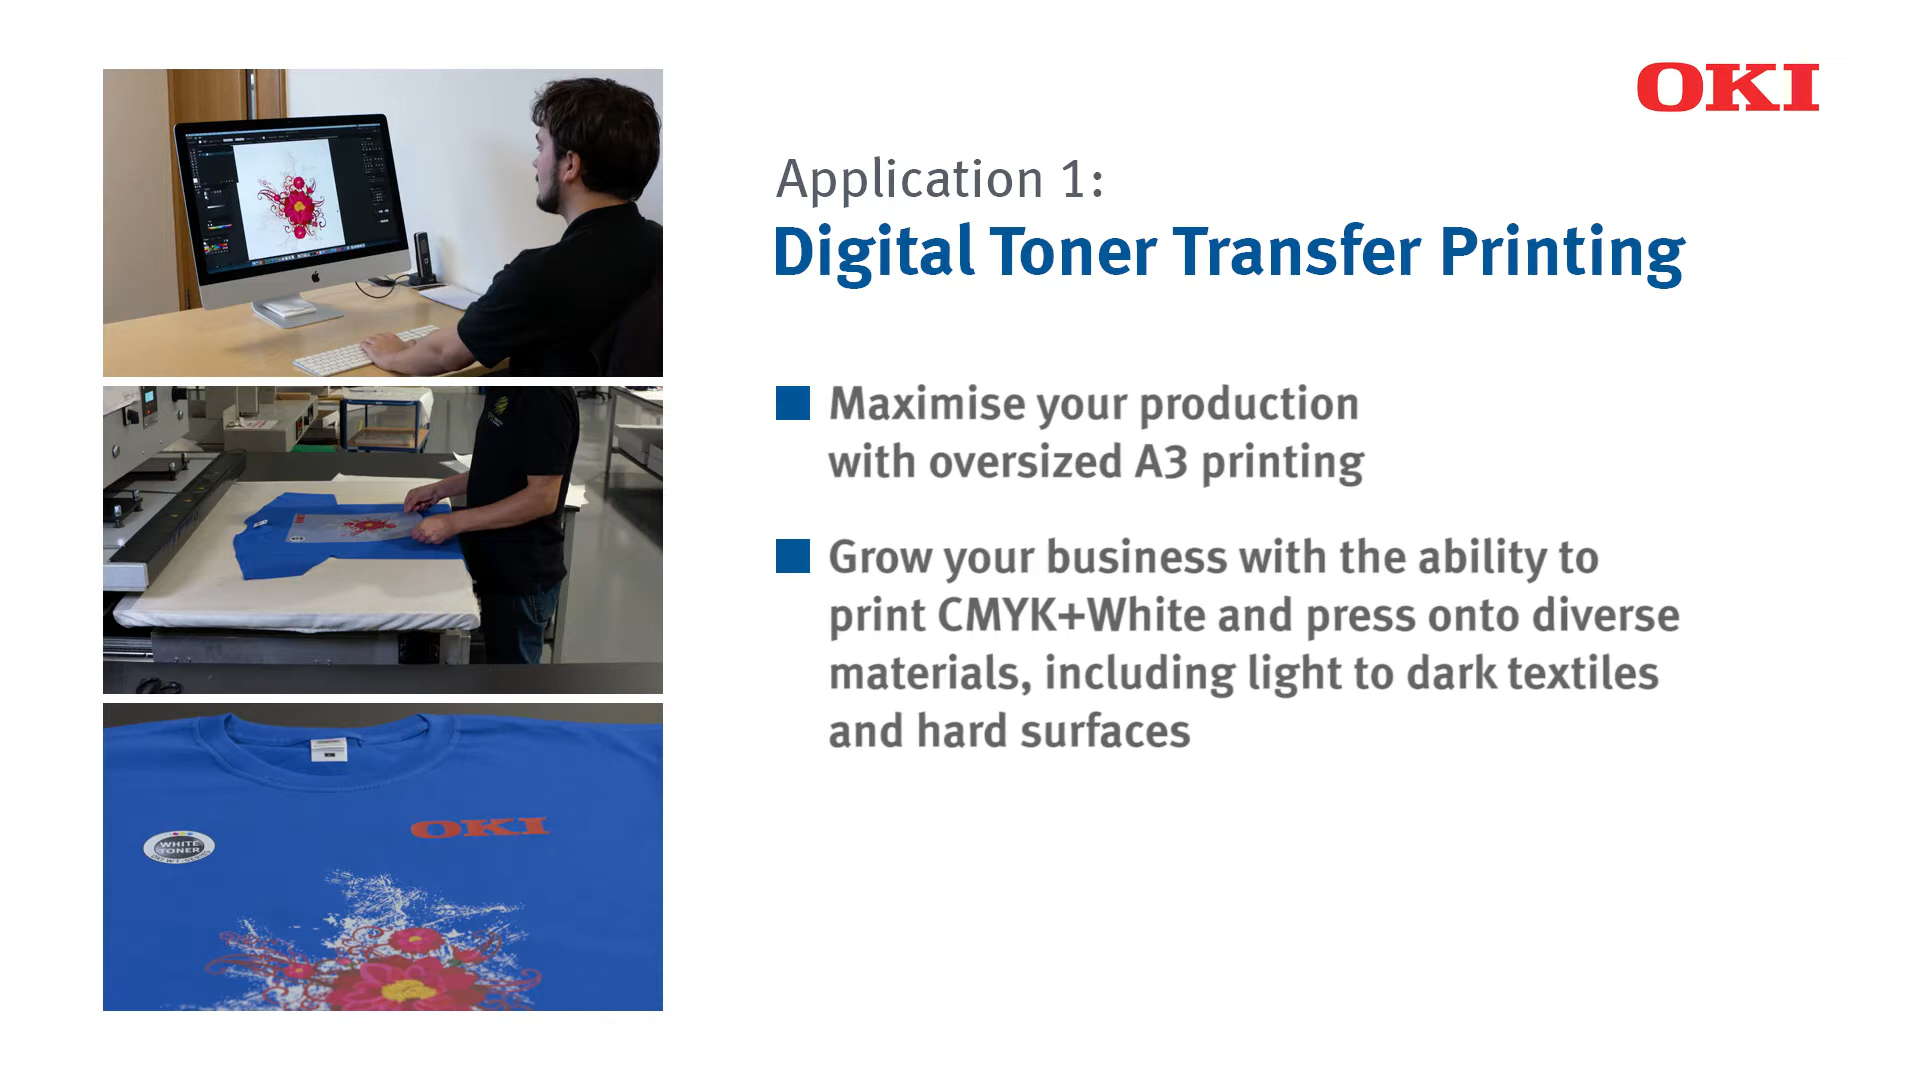 OKI
Application 1:
Digital Toner Transfer Printing
Maximise your production
with oversized A3 printing
Grow your business with the ability to
print CMYK+White and press onto diverse
materials, including light to dark textiles
and hard surfaces
OKI
WHITE
TONER